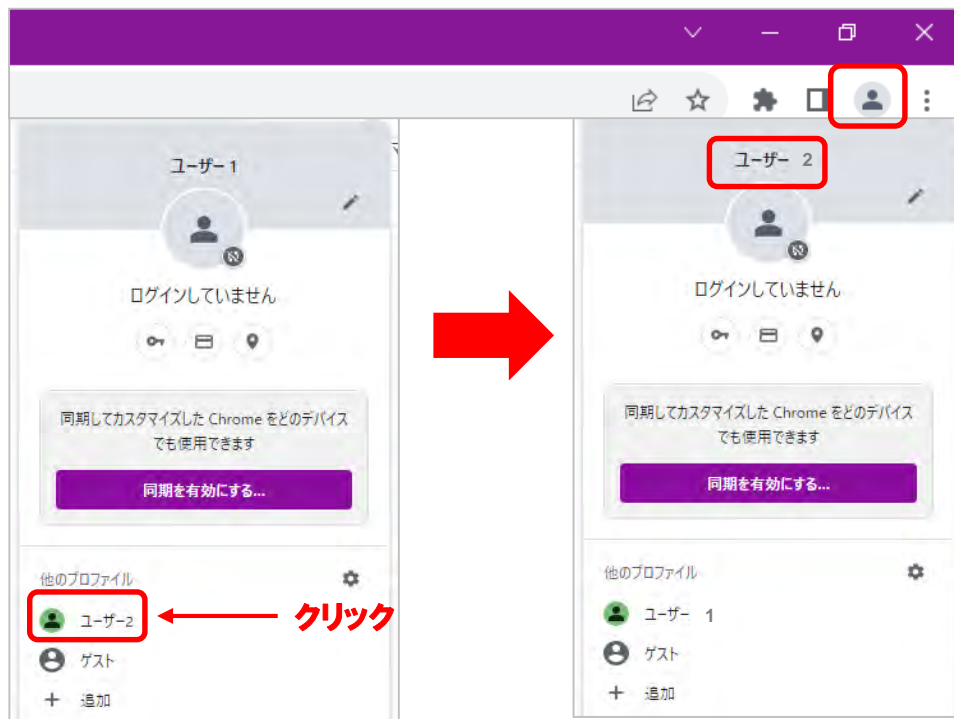 ユーザー 1
ログインしていません
同期してカスタマイズした Chrome をどのデバイス
でも使用できます
同期を有効にする...
他のプロファイル
ユーザー2
クリック
ゲスト
+ 追加
ユーザー 2
ログインしていません
同期してカスタマイズした Chrome をどのデバイス
でも使用できます
同期を有効にする...
他のプロファイル
ユーザー 1
ゲスト
+ 追加